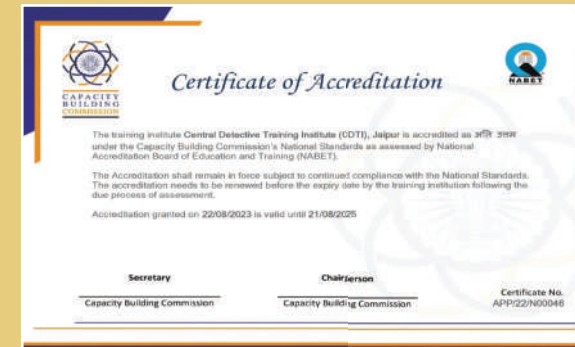 CAPACITY
BUILDING
COMMISSION
Certificate of Accreditation
NABET
The training institute Central Detective Training Institute (CDTI), Jaipur is accredited as अति उत्तम
under the Capacity Building Commission's National Standards as assessed by National
Accreditation Board of Education and Training (NABET).
The Accreditation shall remain in force subject to continued compliance with the National Standards.
The accreditation needs to be renewed before the expiry date by the training institution following the
due process of assessment.
Accreditation granted on 22/08/2023 is valid until 21/08/2025
Secretary
Capacity Building Commission
Chairperson
Capacity Building Commission
Certificate No.
APP/22/N00046